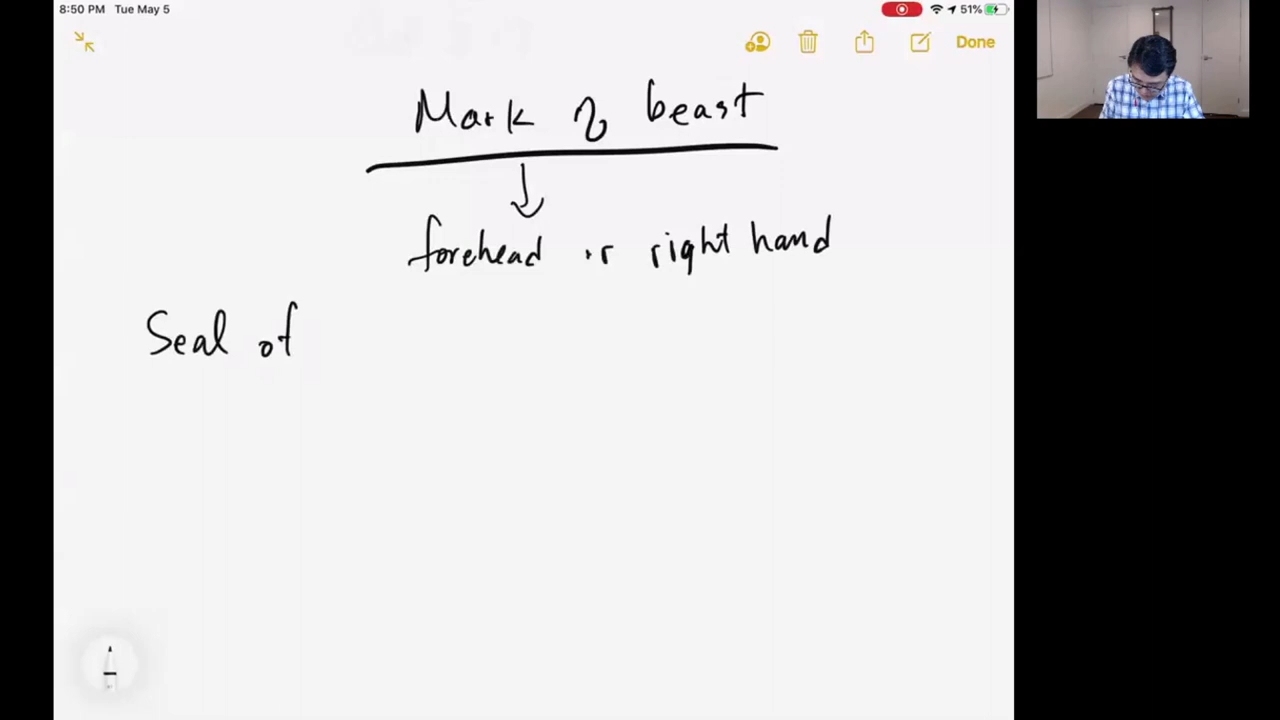 8:50 PM Tue May 5
51%
Done
Mark of beast
forehead or right hand
Seal of